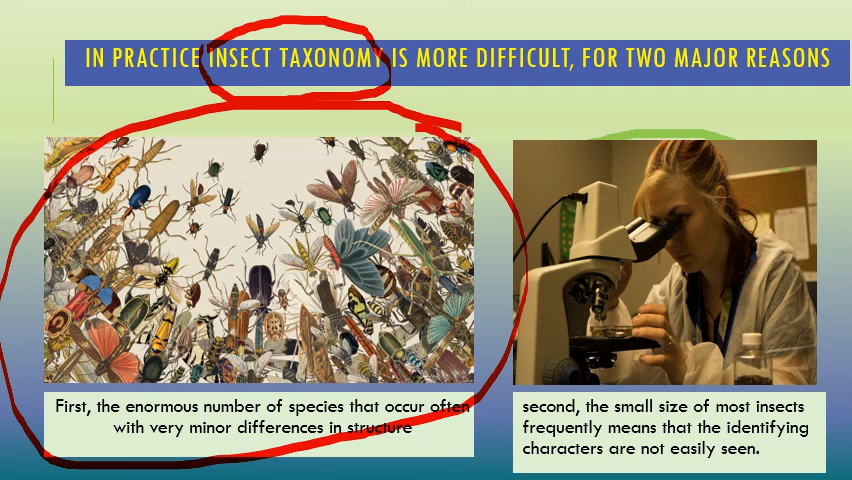 IN PRACTICE INSECT TAXONOMY IS MORE DIFFICULT, FOR TWO MAJOR REASONS
First, the enormous number of species that occur often
with very minor differences in structure
second, the small size of most insects
frequently means that the identifying
characters are not easily seen.